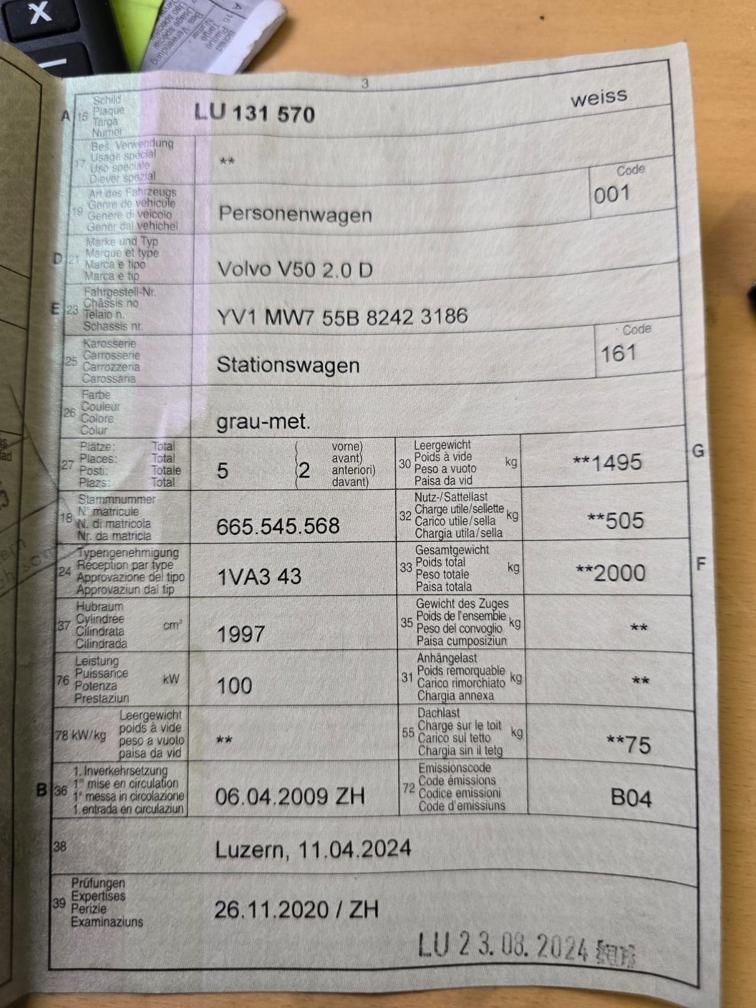 3
A 16 Schild
Plaque
Targa
Numer
LU 131 570 weiss
17 Bes. Verwendung
Usage spécial
Uso speciale
Diever spezial
**
19 Art des Fahrzeugs
Genre de véhicule
Genere di veicolo
Gener dal vehichel
Personenwagen
Code
001
D 21 Marke und Typ
Marque et type
Marca e tipo
Marca e tip
Volvo V50 2.0 D
E 23 Fahrgestell-Nr.
Châssis no
Telaio n.
Schassis nr.
YV1 MW7 55B 8242 3186
25 Karosserie
Carrosserie
Carrozzeria
Carossaria
Stationswagen
Code
161
26 Farbe
Couleur
Colore
Colur
grau-met.
27 Plätze: Total
Places: Total
Posti: Totale
Plazs: Total
5 2
vorne)
avant)
anteriori)
davant)
30 Leergewicht
Poids à vide
Peso a vuoto
Paisa da vid
kg
**1495
G
18 Stammnummer
N° matricule
N. di matricola
Nr. da matricla
665.545.568
32 Nutz-/Sattellast
Charge utile/sellette
Carico utile/sella
Chargia utila/sella
kg
**505
24 Typengenehmigung
Réception par type
Approvazione del tipo
Approvaziun dal tip
1VA3 43
33 Gesamtgewicht
Poids total
Peso totale
Paisa totala
kg
**2000
F
37 Hubraum
Cylindrée
Cilindrata
Cilindrada
cm³
1997
35 Gewicht des Zuges
Poids de l'ensemble
Peso del convoglio
Paisa cumposiziun
kg
**
76 Leistung
Puissance
Potenza
Prestaziun
kW
100
31 Anhängelast
Poids remorquable
Carico rimorchiato
Chargia annexa
kg
**
78 kW/kg Leergewicht
poids à vide
peso a vuoto
paisa da vid
**
55 Dachlast
Charge sur le toit
Carico sul tetto
Chargia sin il tetg
kg
**75
B 36 1. Inverkehrsetzung
1re mise en circulation
1a messa in circolazione
1. entrada en circulaziun
06.04.2009 ZH
72 Emissionscode
Code émissions
Codice emissioni
Code d'emissiuns
B04
38
Luzern, 11.04.2024
39 Prüfungen
Expertises
Perizie
Examinaziuns
26.11.2020 / ZH
LU 23.08.2024
X